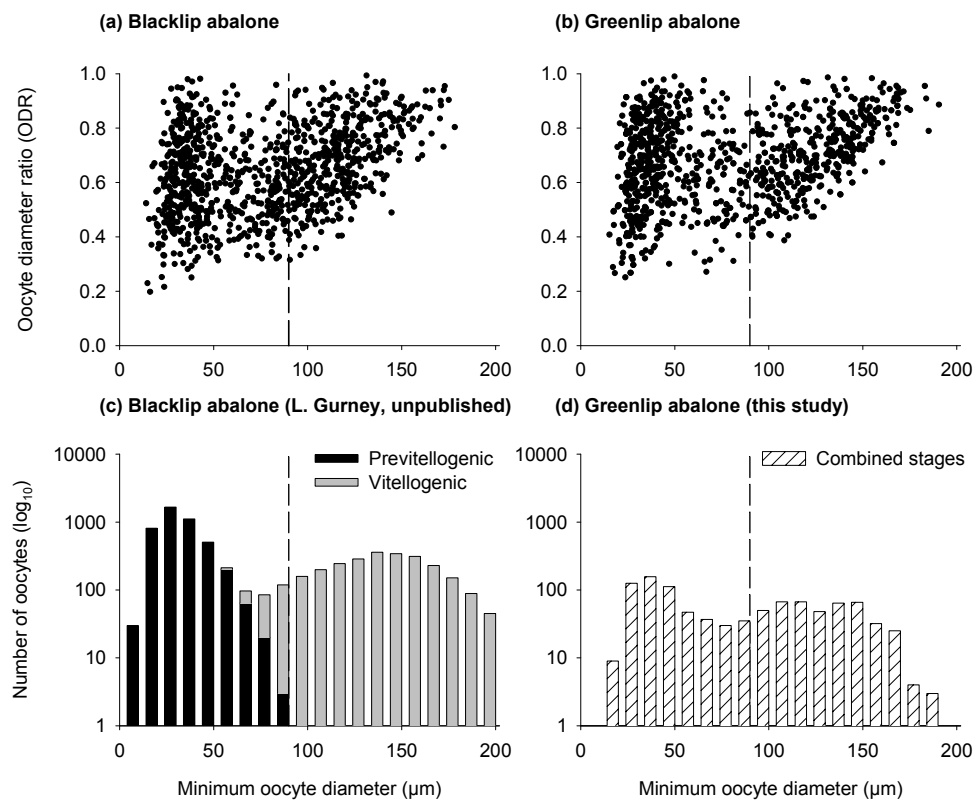 (a) Blacklip abalone
(b) Greenlip abalone
Oocyte diameter ratio (ODR)
1.0
0.8
0.6
0.4
0.2
0.0
0 50 100 150 200
1.0
0.8
0.6
0.4
0.2
0.0
0 50 100 150 200
(c) Blacklip abalone (L. Gurney, unpublished)
(d) Greenlip abalone (this study)
Number of oocytes (log₁₀)
10000
1000
100
10
1
Previtellogenic
Vitellogenic
0 50 100 150 200
Minimum oocyte diameter (µm)
10000
1000
100
10
1
Combined stages
0 50 100 150 200
Minimum oocyte diameter (µm)